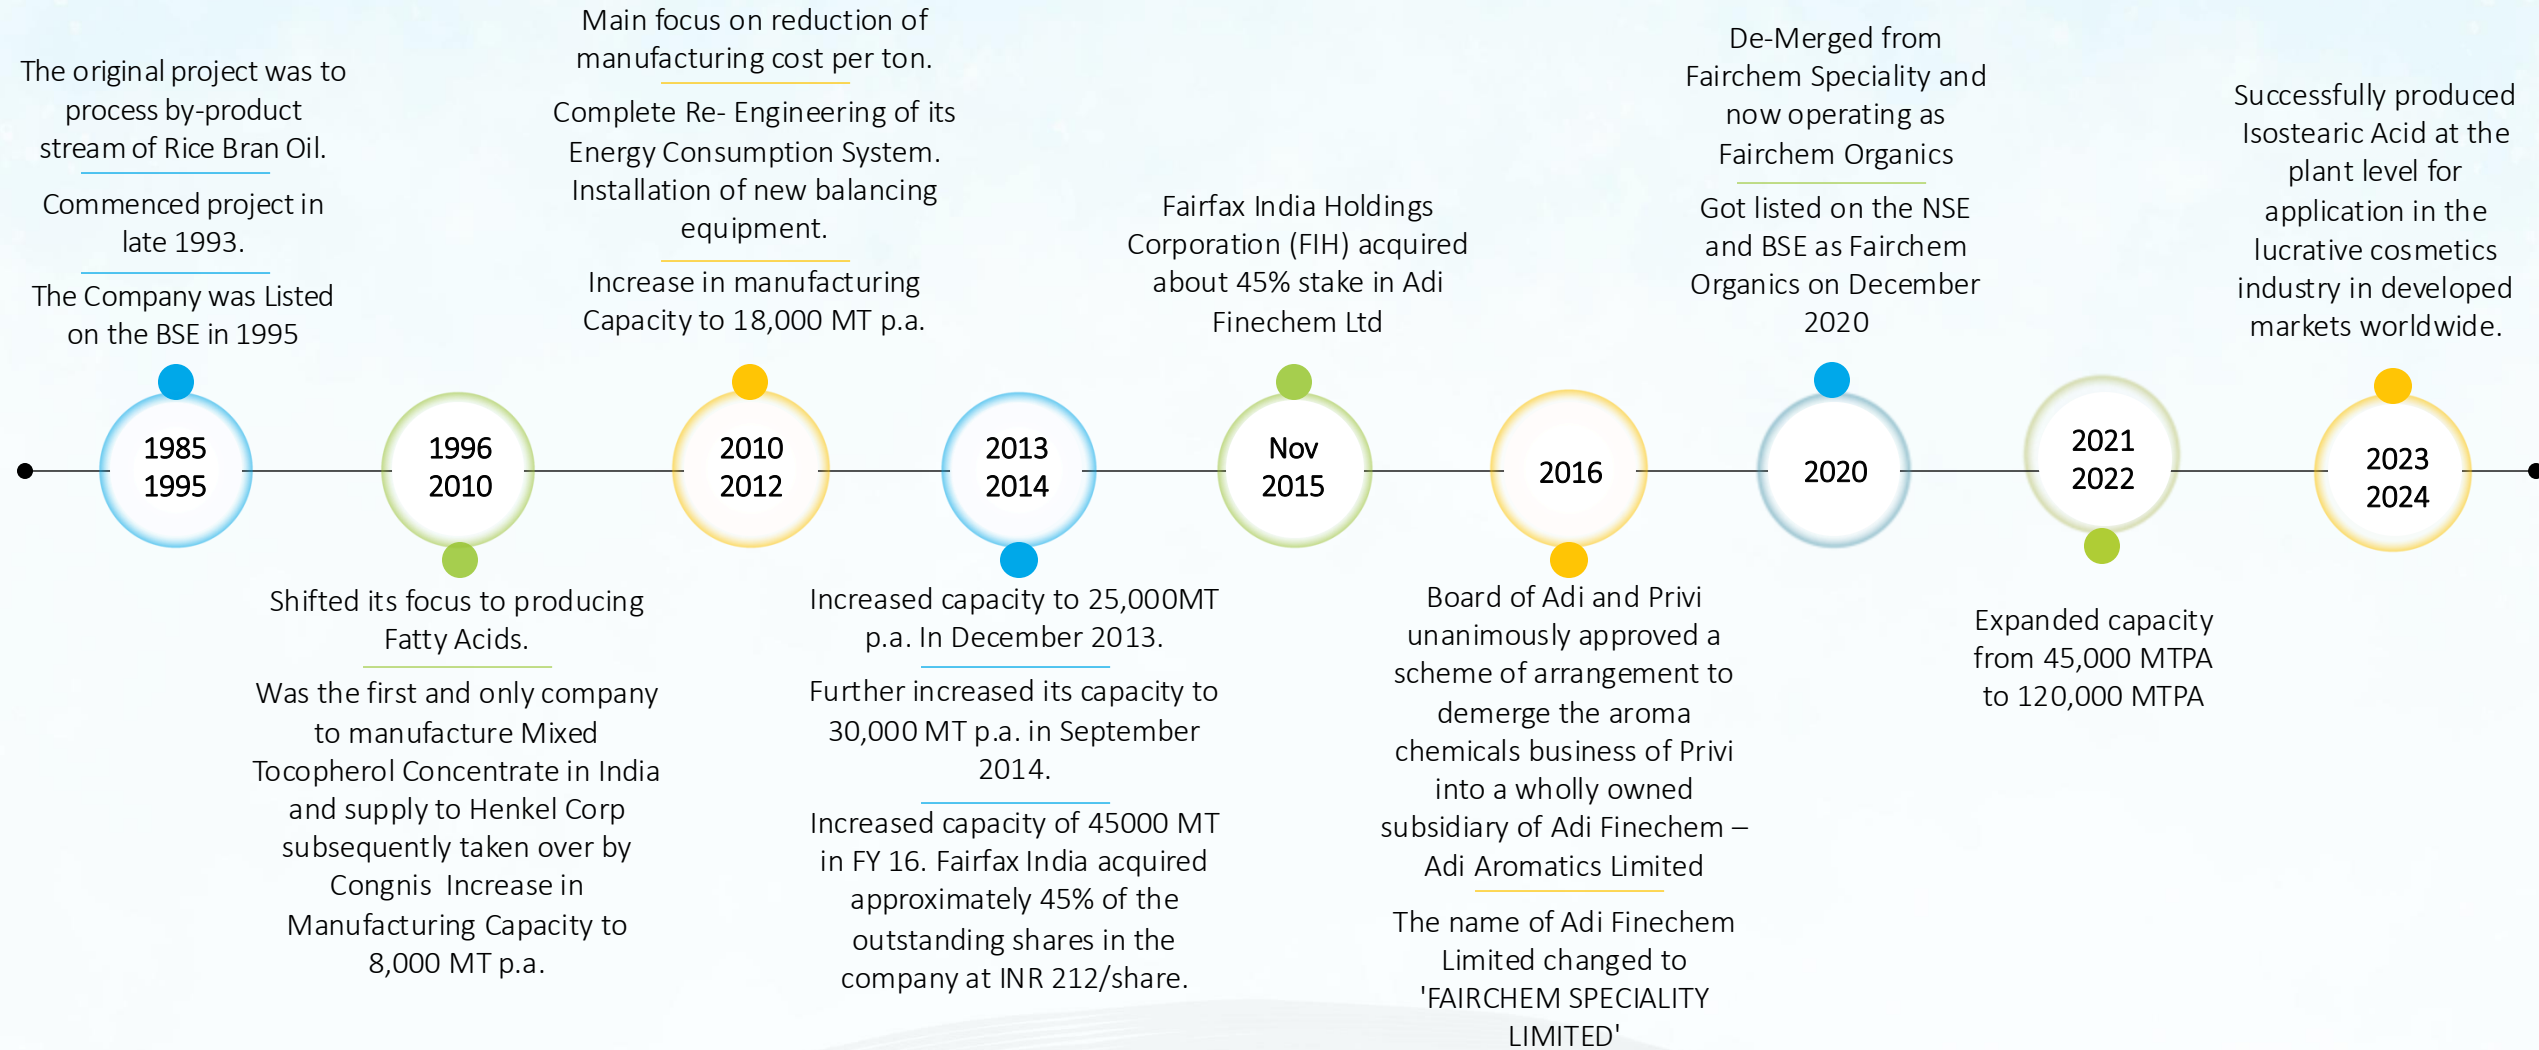 The original project was to
process by-product
stream of Rice Bran Oil.
Commenced project in
late 1993.
The Company was Listed
on the BSE in 1995
1985
1995
1996
2010
Shifted its focus to producing
Fatty Acids.
Was the first and only company
to manufacture Mixed
Tocopherol Concentrate in India
and supply to Henkel Corp
subsequently taken over by
Congnis Increase in
Manufacturing Capacity to
8,000 MT p.a.
Main focus on reduction of
manufacturing cost per ton.
Complete Re- Engineering of its
Energy Consumption System.
Installation of new balancing
equipment.
Increase in manufacturing
Capacity to 18,000 MT p.a.
2010
2012
2013
2014
Increased capacity to 25,000MT
p.a. In December 2013.
Further increased its capacity to
30,000 MT p.a. in September
2014.
Increased capacity of 45000 MT
in FY 16. Fairfax India acquired
approximately 45% of the
outstanding shares in the
company at INR 212/share.
Fairfax India Holdings
Corporation (FIH) acquired
about 45% stake in Adi
Finechem Ltd
Nov
2015
2016
Board of Adi and Privi
unanimously approved a
scheme of arrangement to
demerge the aroma
chemicals business of Privi
into a wholly owned
subsidiary of Adi Finechem –
Adi Aromatics Limited
The name of Adi Finechem
Limited changed to
'FAIRCHEM SPECIALITY
LIMITED'
De-Merged from
Fairchem Speciality and
now operating as
Fairchem Organics
Got listed on the NSE
and BSE as Fairchem
Organics on December
2020
2020
2021
2022
Expanded capacity
from 45,000 MTPA
to 120,000 MTPA
Successfully produced
Isostearic Acid at the
plant level for
application in the
lucrative cosmetics
industry in developed
markets worldwide.
2023
2024